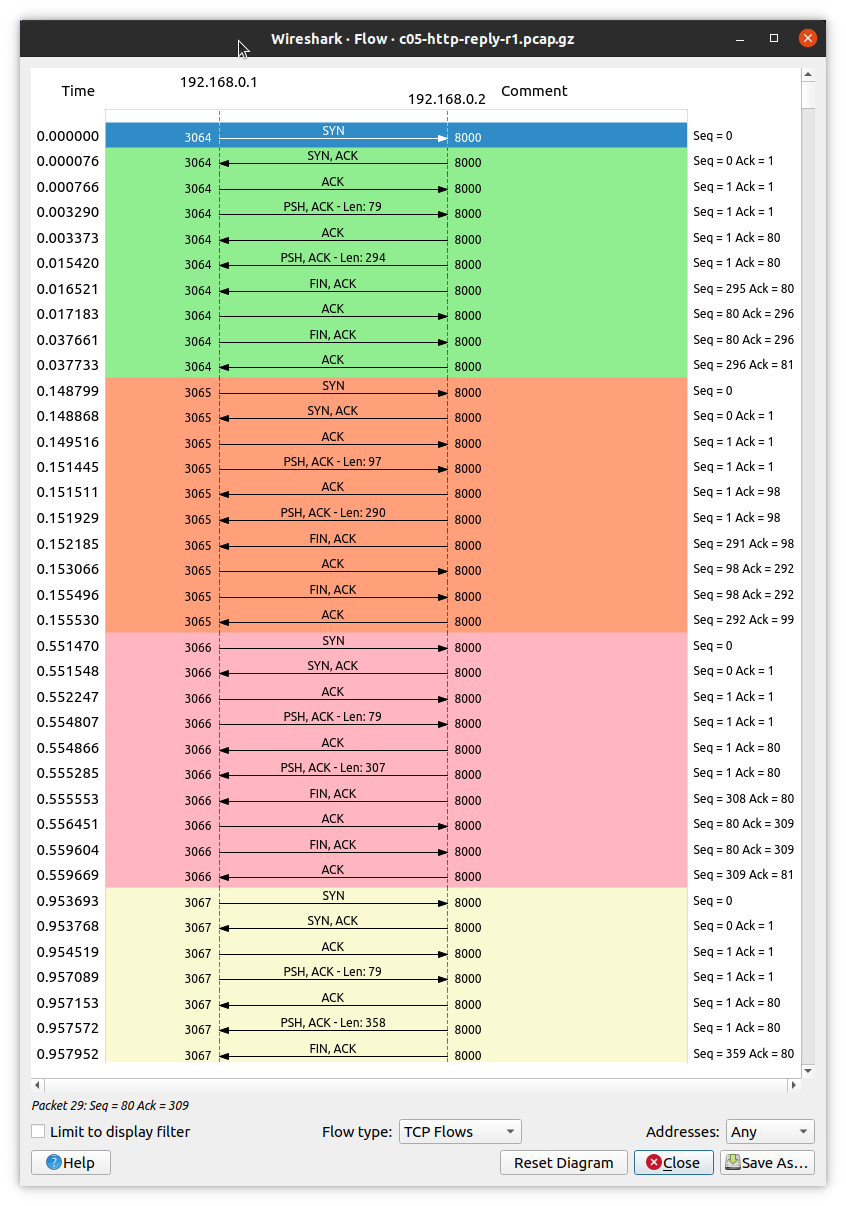 Wireshark · Flow · c05-http-reply-r1.pcap.gz
Time 192.168.0.1 192.168.0.2 Comment
0.000000 3064 SYN 8000 Seq = 0
0.000076 3064 SYN, ACK 8000 Seq = 0 Ack = 1
0.000766 3064 ACK 8000 Seq = 1 Ack = 1
0.003290 3064 PSH, ACK - Len: 79 8000 Seq = 1 Ack = 1
0.003373 3064 ACK 8000 Seq = 1 Ack = 80
0.015420 3064 PSH, ACK - Len: 294 8000 Seq = 1 Ack = 80
0.016521 3064 FIN, ACK 8000 Seq = 295 Ack = 80
0.017183 3064 ACK 8000 Seq = 80 Ack = 296
0.037661 3064 FIN, ACK 8000 Seq = 80 Ack = 296
0.037733 3064 ACK 8000 Seq = 296 Ack = 81
0.148799 3065 SYN 8000 Seq = 0
0.148868 3065 SYN, ACK 8000 Seq = 0 Ack = 1
0.149516 3065 ACK 8000 Seq = 1 Ack = 1
0.151445 3065 PSH, ACK - Len: 97 8000 Seq = 1 Ack = 1
0.151511 3065 ACK 8000 Seq = 1 Ack = 98
0.151929 3065 PSH, ACK - Len: 290 8000 Seq = 1 Ack = 98
0.152185 3065 FIN, ACK 8000 Seq = 291 Ack = 98
0.153066 3065 ACK 8000 Seq = 98 Ack = 292
0.155496 3065 FIN, ACK 8000 Seq = 98 Ack = 292
0.155530 3065 ACK 8000 Seq = 292 Ack = 99
0.551470 3066 SYN 8000 Seq = 0
0.551548 3066 SYN, ACK 8000 Seq = 0 Ack = 1
0.552247 3066 ACK 8000 Seq = 1 Ack = 1
0.554807 3066 PSH, ACK - Len: 79 8000 Seq = 1 Ack = 1
0.554866 3066 ACK 8000 Seq = 1 Ack = 80
0.555285 3066 PSH, ACK - Len: 307 8000 Seq = 1 Ack = 80
0.555553 3066 FIN, ACK 8000 Seq = 308 Ack = 80
0.556451 3066 ACK 8000 Seq = 80 Ack = 309
0.559604 3066 FIN, ACK 8000 Seq = 80 Ack = 309
0.559669 3066 ACK 8000 Seq = 309 Ack = 81
0.953693 3067 SYN 8000 Seq = 0
0.953768 3067 SYN, ACK 8000 Seq = 0 Ack = 1
0.954519 3067 ACK 8000 Seq = 1 Ack = 1
0.957089 3067 PSH, ACK - Len: 79 8000 Seq = 1 Ack = 1
0.957153 3067 ACK 8000 Seq = 1 Ack = 80
0.957572 3067 PSH, ACK - Len: 358 8000 Seq = 1 Ack = 80
0.957952 3067 FIN, ACK 8000 Seq = 359 Ack = 80
Packet 29: Seq = 80 Ack = 309
Limit to display filter Flow type: TCP Flows Addresses: Any
Help Reset Diagram Close Save As…